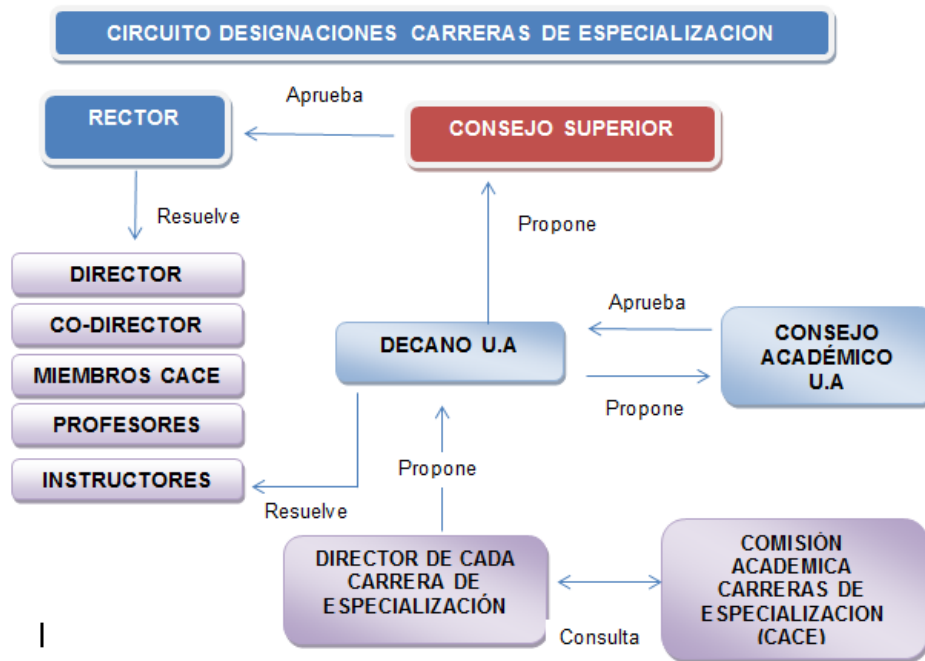 CIRCUITO DESIGNACIONES CARRERAS DE ESPECIALIZACION
Aprueba
RECTOR
CONSEJO SUPERIOR
Resuelve
Propone
DIRECTOR
CO-DIRECTOR
MIEMBROS CACE
PROFESORES
INSTRUCTORES
Aprueba
DECANO U.A
CONSEJO
ACADÉMICO
U.A
Propone
Propone
Resuelve
DIRECTOR DE CADA
CARRERA DE
ESPECIALIZACIÓN
COMISIÓN
ACADEMICA
CARRERAS DE
ESPECIALIZACION
(CACE)
Consulta